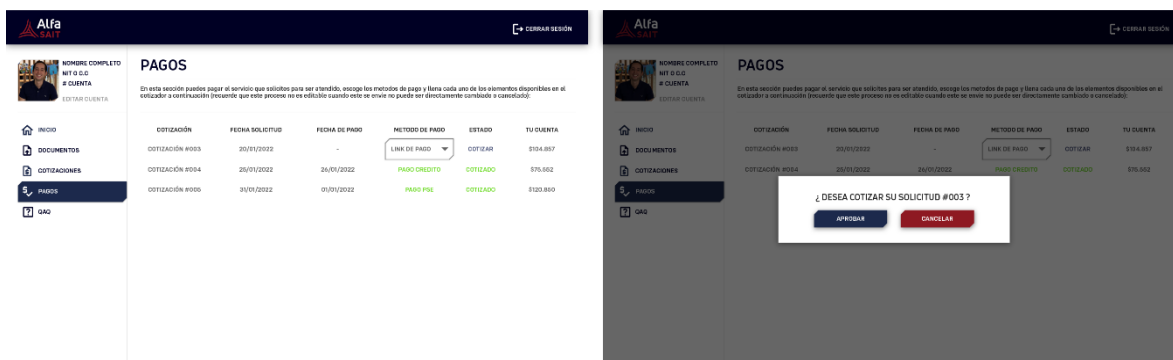 Alfa
SAIT
CERRAR SESIÓN
NOMBRE COMPLETO
NIT O C.C
# CUENTA
EDITAR CUENTA
INICIO
DOCUMENTOS
COTIZACIONES
PAGOS
QAQ
PAGOS
En esta sección puedes pagar el servicio que solicites para ser atendido, escoge los metodos de pago y llena cada uno de los elementos disponibles en el
cotizador a continuación (recuerde que este proceso no es editable cuando este se envie no puede ser directamente cambiado o cancelado):
COTIZACIÓN FECHA SOLICITUD FECHA DE PAGO METODO DE PAGO ESTADO TU CUENTA
COTIZACIÓN #003 20/01/2022 - LINK DE PAGO COTIZAR $104.857
COTIZACIÓN #004 25/01/2022 26/01/2022 PAGO CREDITO COTIZADO $75.552
COTIZACIÓN #005 31/01/2022 01/01/2022 PAGO PSE COTIZADO $120.860
Alfa
SAIT
CERRAR SESIÓN
NOMBRE COMPLETO
NIT O C.C
# CUENTA
EDITAR CUENTA
INICIO
DOCUMENTOS
COTIZACIONES
PAGOS
QAQ
PAGOS
En esta sección puedes pagar el servicio que solicites para ser atendido, escoge los metodos de pago y llena cada uno de los elementos disponibles en el
cotizador a continuación (recuerde que este proceso no es editable cuando este se envie no puede ser directamente cambiado o cancelado):
COTIZACIÓN FECHA SOLICITUD FECHA DE PAGO METODO DE PAGO ESTADO TU CUENTA
COTIZACIÓN #003 20/01/2022 - LINK DE PAGO COTIZAR $104.857
COTIZACIÓN #004 25/01/2022 26/01/2022 PAGO CREDITO COTIZADO $75.552
¿ DESEA COTIZAR SU SOLICITUD #003 ?
APROBAR CANCELAR